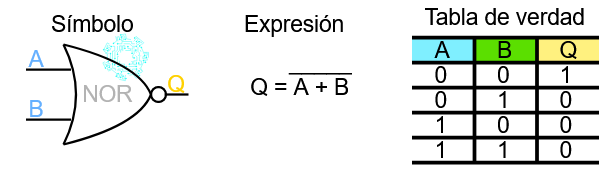 Símbolo
A
B
NOR
Q
Expresión
Q = A̅ ̅+̅ ̅B̅
Tabla de verdad
A B Q
0 0 1
0 1 0
1 0 0
1 1 0